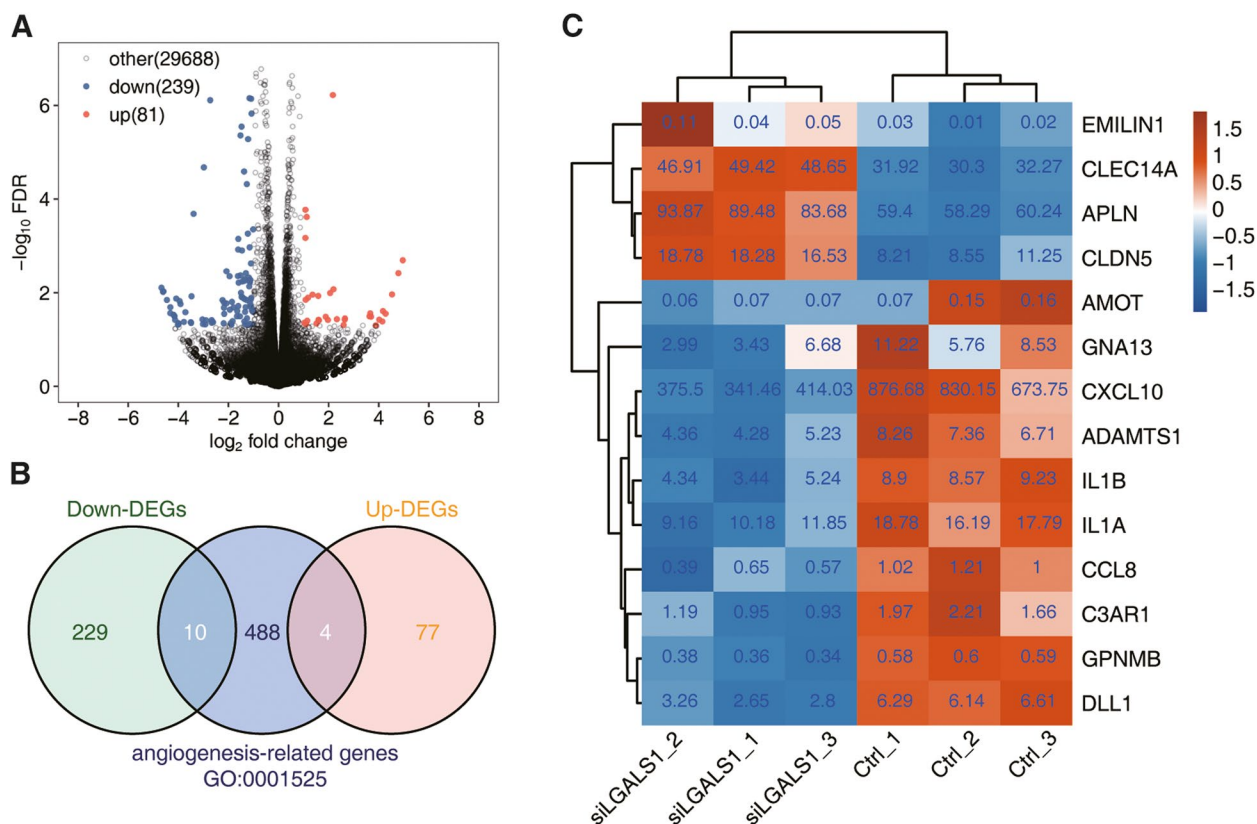 A
other(29688)
down(239)
up(81)
−log10 FDR
6
4
2
0
−8 −6 −4 −2 0 2 4 6 8
log2 fold change
B
Down-DEGs
Up-DEGs
229 10 488 4 77
angiogenesis-related genes
GO:0001525
C
0.11 0.04 0.05 0.03 0.01 0.02 EMILIN1
46.91 49.42 48.65 31.92 30.3 32.27 CLEC14A
93.87 89.48 83.68 59.4 58.29 60.24 APLN
18.78 18.28 16.53 8.21 8.55 11.25 CLDN5
0.06 0.07 0.07 0.07 0.15 0.16 AMOT
2.99 3.43 6.68 11.22 5.76 8.53 GNA13
375.5 341.46 414.03 876.68 830.15 673.75 CXCL10
4.36 4.28 5.23 8.26 7.36 6.71 ADAMTS1
4.34 3.44 5.24 8.9 8.57 9.23 IL1B
9.16 10.18 11.85 18.78 16.19 17.79 IL1A
0.39 0.65 0.57 1.02 1.21 1 CCL8
1.19 0.95 0.93 1.97 2.21 1.66 C3AR1
0.38 0.36 0.34 0.58 0.6 0.59 GPNMB
3.26 2.65 2.8 6.29 6.14 6.61 DLL1
siLGALS1_2 siLGALS1_1 siLGALS1_3 Ctrl_1 Ctrl_2 Ctrl_3
1.5
1
0.5
0
−0.5
−1
−1.5